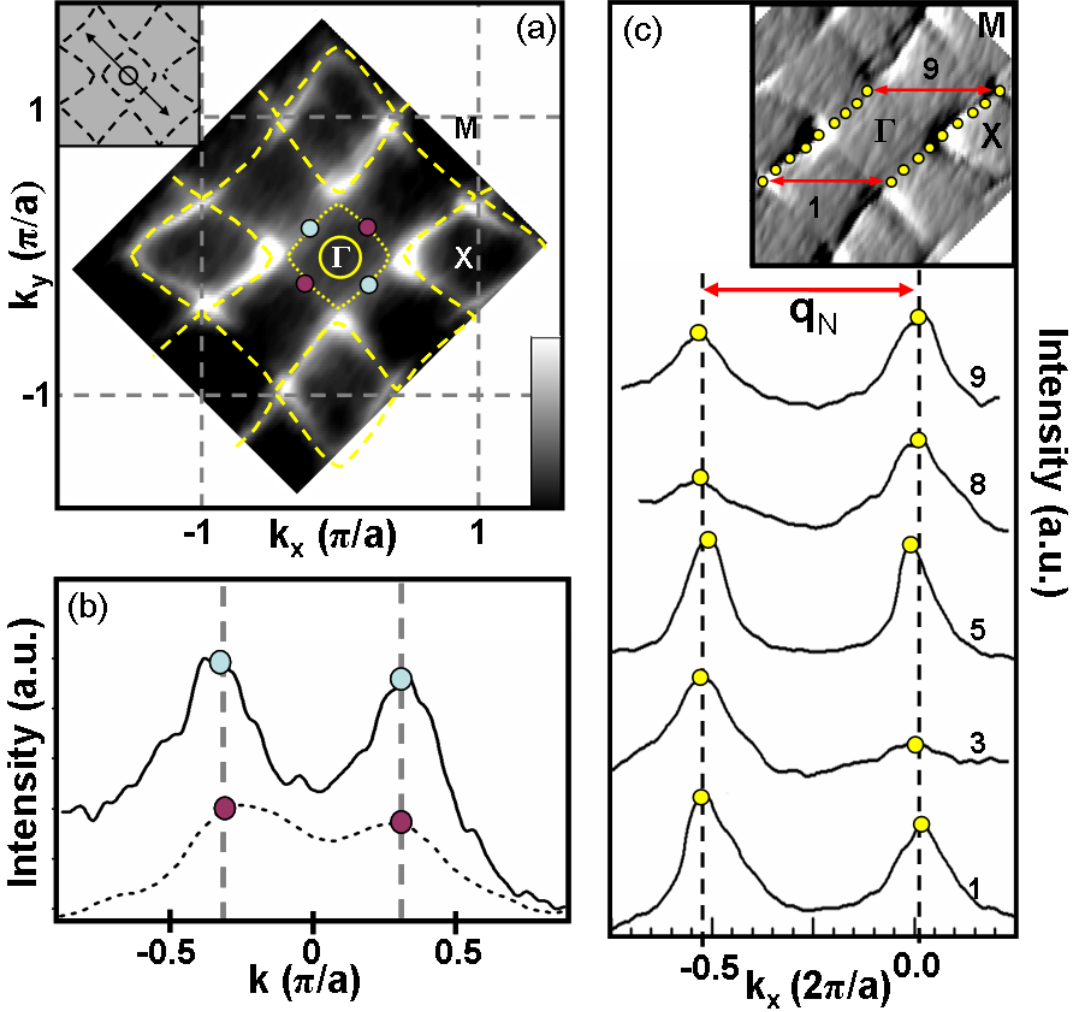 (a)
1
-1
M
Γ
X
k_y (π/a)
-1
1
k_x (π/a)
(b)
Intensity (a.u.)
-0.5
0
0.5
k (π/a)
(c)
M
9
Γ
X
1
q_N
9
8
5
3
1
Intensity (a.u.)
-0.5
0.0
k_x (2π/a)